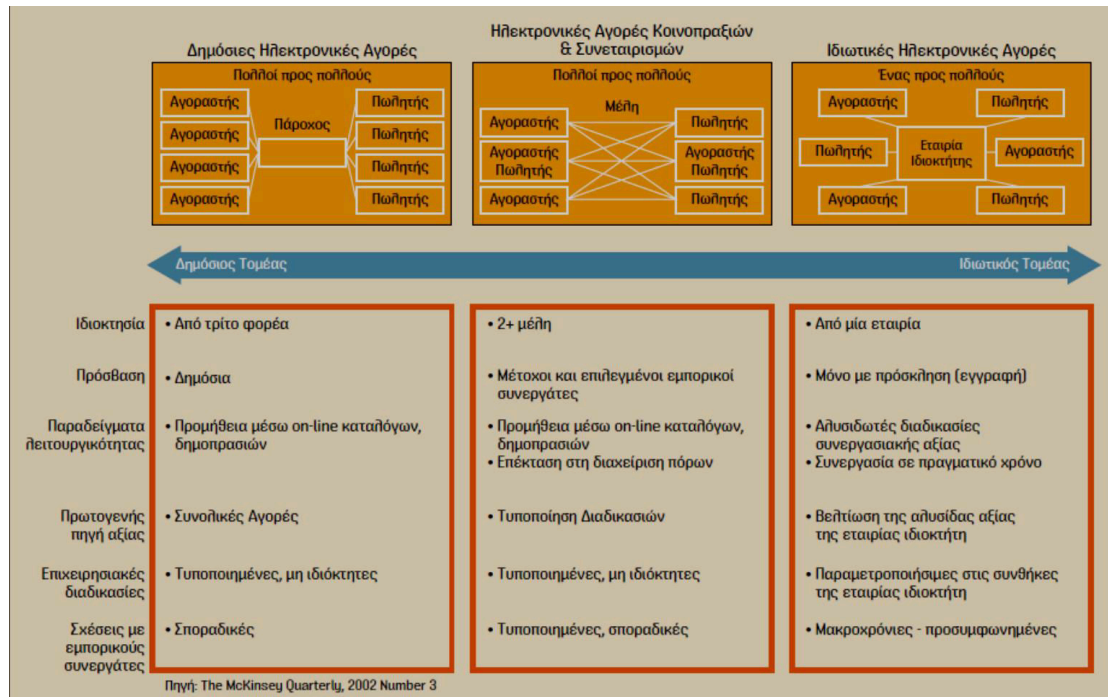 Δημόσιες Ηλεκτρονικές Αγορές
Ηλεκτρονικές Αγορές Κοινοπραξιών
& Συνεταιρισμών
Ιδιωτικές Ηλεκτρονικές Αγορές
Πολλοί προς πολλούς
Αγοραστής
Αγοραστής
Αγοραστής
Αγοραστής
Πάροχος
Πωλητής
Πωλητής
Πωλητής
Πωλητής
Πολλοί προς πολλούς
Μέλη
Αγοραστής
Αγοραστής
Πωλητής
Αγοραστής
Πωλητής
Αγοραστής
Πωλητής
Πωλητής
Ένας προς πολλούς
Αγοραστής
Πωλητής
Πωλητής
Εταιρία
Ιδιοκτήτης
Αγοραστής
Αγοραστής
Πωλητής
Δημόσιος Τομέας
Ιδιωτικός Τομέας
Ιδιοκτησία
• Από τρίτο φορέα
• 2+ μέλη
• Από μία εταιρία
Πρόσβαση
• Δημόσια
• Μέτοχοι και επιλεγμένοι εμπορικοί
συνεργάτες
• Μόνο με πρόσκληση (εγγραφή)
Παραδείγματα
λειτουργικότητας
• Προμήθεια μέσω on-line καταλόγων,
δημοπρασιών
• Προμήθεια μέσω on-line καταλόγων,
δημοπρασιών
• Επέκταση στη διαχείριση πόρων
• Αλυσιδωτές διαδικασίες
συνεργασιακής αξίας
• Συνεργασία σε πραγματικό χρόνο
Πρωτογενής
πηγή αξίας
• Συνολικές Αγορές
• Τυποποίηση Διαδικασιών
• Βελτίωση της αλυσίδας αξίας
της εταιρίας ιδιοκτήτη
Επιχειρησιακές
διαδικασίες
• Τυποποιημένες, μη ιδιόκτητες
• Τυποποιημένες, μη ιδιόκτητες
• Παραμετροποιήσιμες στις συνθήκες
της εταιρίας ιδιοκτήτη
Σχέσεις με
εμπορικούς
συνεργάτες
• Σποραδικές
• Τυποποιημένες, σποραδικές
• Μακροχρόνιες - προσυμφωνημένες
Πηγή: The McKinsey Quarterly, 2002 Number 3